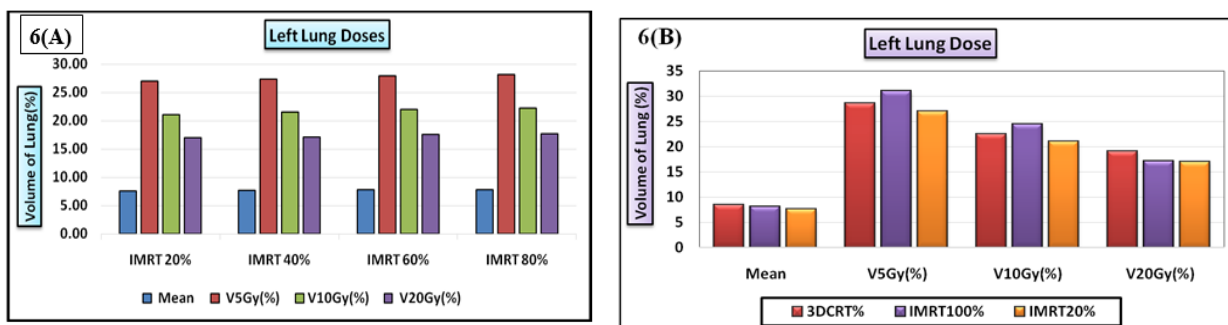 6(A)
Left Lung Doses
Volume of Lung(%)
30.00
25.00
20.00
15.00
10.00
5.00
0.00
IMRT 20%
IMRT 40%
IMRT 60%
IMRT 80%
Mean
V5Gy(%)
V10Gy(%)
V20Gy(%)
6(B)
Left Lung Dose
Volume of Lung (%)
35
30
25
20
15
10
5
0
Mean
V5Gy(%)
V10Gy(%)
V20Gy(%)
3DCRT%
IMRT100%
IMRT20%